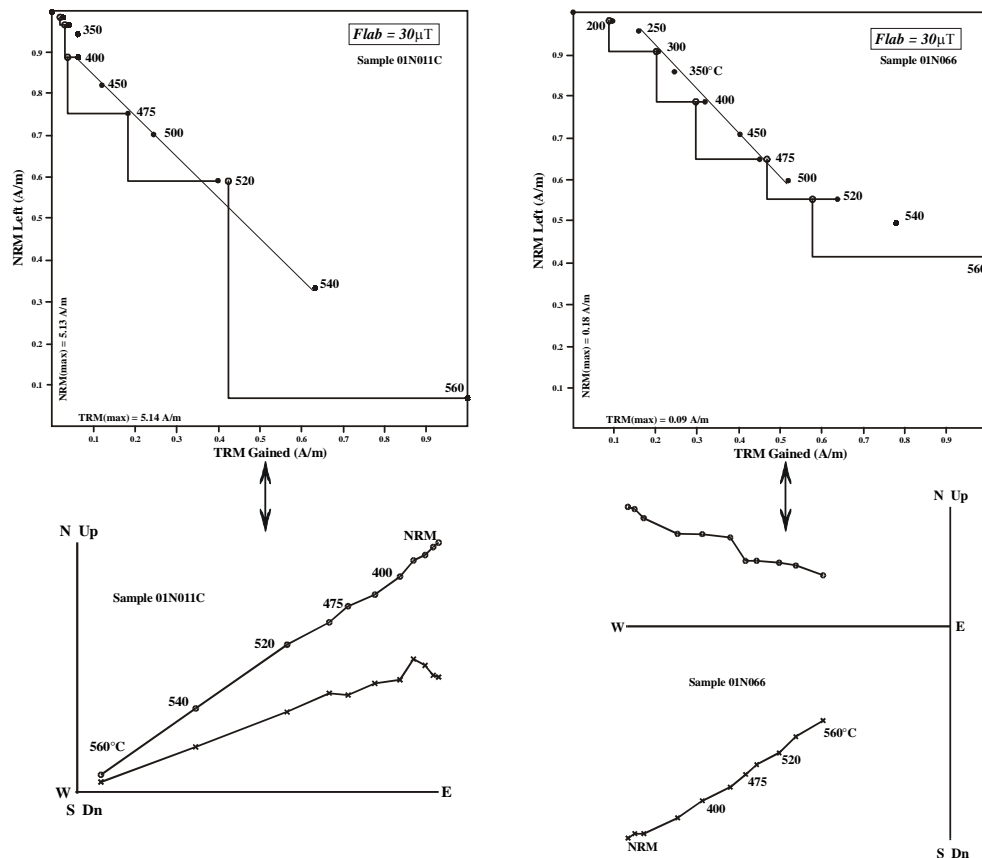 Flab = 30µT
Sample 01N011C
350
400
450
475
500
520
540
560
0.9
0.8
0.7
0.6
0.5
0.4
0.3
0.2
0.1
NRM Left (A/m)
NRM(max) = 5.13 A/m
TRM(max) = 5.14 A/m
0.1 0.2 0.3 0.4 0.5 0.6 0.7 0.8 0.9
TRM Gained (A/m)
Flab = 30µT
Sample 01N066
200
250
300
350°C
400
450
475
500
520
540
560
0.9
0.8
0.7
0.6
0.5
0.4
0.3
0.2
0.1
NRM Left (A/m)
NRM(max) = 0.18 A/m
TRM(max) = 0.09 A/m
0.1 0.2 0.3 0.4 0.5 0.6 0.7 0.8 0.9
TRM Gained (A/m)
N Up
NRM
400
Sample 01N011C
475
520
540
560°C
W
E
S Dn
N Up
W
E
Sample 01N066
560°C
520
475
400
NRM
S Dn